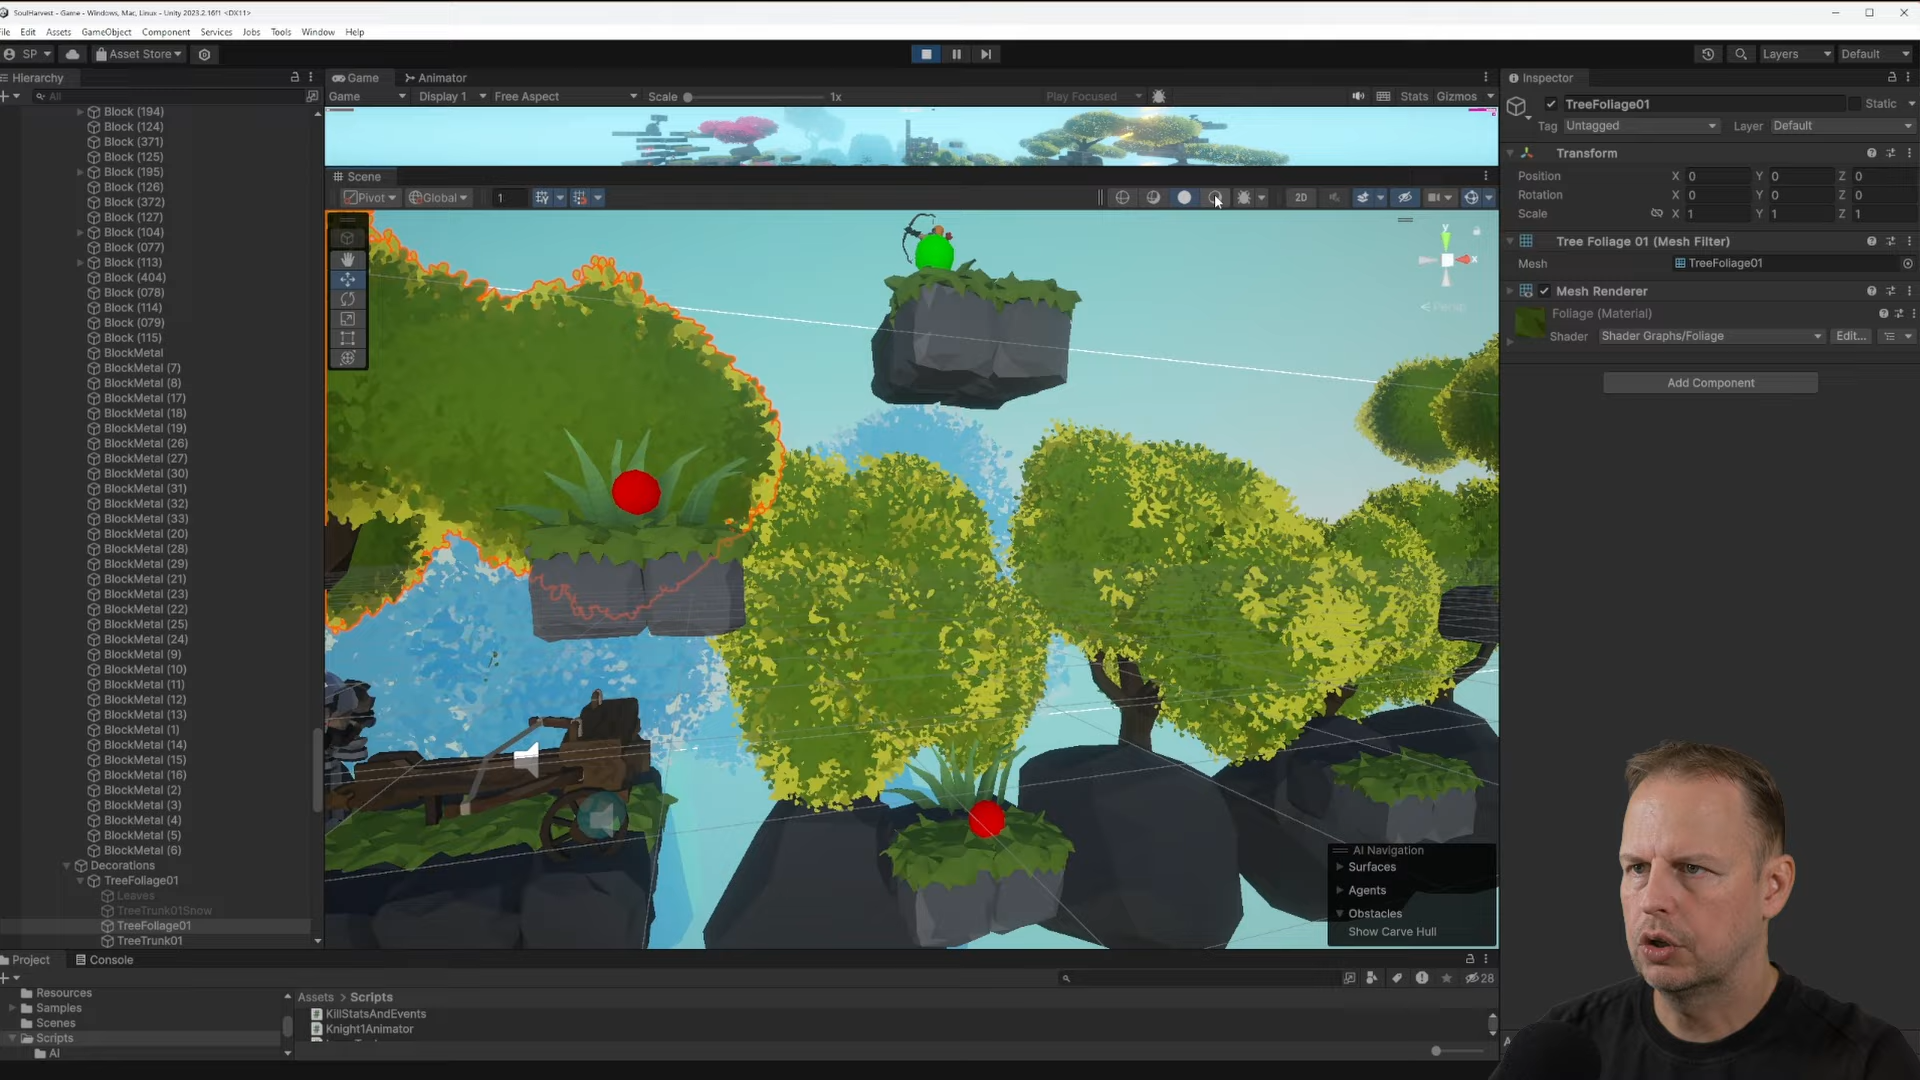 SoulHarvest - Game - Windows, Mac, Linux - Unity 2023.2.16f1 <DX11>
File Edit Assets GameObject Component Services Jobs Tools Window Help
SP Asset Store Layers Default
Hierarchy
All
Block (194)
Block (124)
Block (371)
Block (125)
Block (195)
Block (126)
Block (372)
Block (127)
Block (104)
Block (077)
Block (113)
Block (404)
Block (078)
Block (114)
Block (079)
Block (115)
BlockMetal
BlockMetal (7)
BlockMetal (8)
BlockMetal (17)
BlockMetal (18)
BlockMetal (19)
BlockMetal (26)
BlockMetal (27)
BlockMetal (30)
BlockMetal (31)
BlockMetal (32)
BlockMetal (33)
BlockMetal (20)
BlockMetal (28)
BlockMetal (29)
BlockMetal (21)
BlockMetal (23)
BlockMetal (22)
BlockMetal (25)
BlockMetal (24)
BlockMetal (9)
BlockMetal (10)
BlockMetal (11)
BlockMetal (12)
BlockMetal (13)
BlockMetal (1)
BlockMetal (14)
BlockMetal (15)
BlockMetal (16)
BlockMetal (2)
BlockMetal (3)
BlockMetal (4)
BlockMetal (5)
BlockMetal (6)
Decorations
TreeFoliage01
Leaves
TreeTrunk01Snow
TreeFoliage01
TreeTrunk01
Game Animator
Game Display 1 Free Aspect Scale 1x Play Focused Stats Gizmos
Scene
Pivot Global 1 2D
y
x
Persp
AI Navigation
Surfaces
Agents
Obstacles
Show Carve Hull
Inspector
TreeFoliage01 Static
Tag Untagged Layer Default
Transform
Position X 0 Y 0 Z 0
Rotation X 0 Y 0 Z 0
Scale X 1 Y 1 Z 1
Tree Foliage 01 (Mesh Filter)
Mesh TreeFoliage01
Mesh Renderer
Foliage (Material)
Shader Shader Graphs/Foliage Edit...
Add Component
Project Console
28
Resources
Samples
Scenes
Scripts
AI
Assets > Scripts
KillStatsAndEvents
Knight1Animator